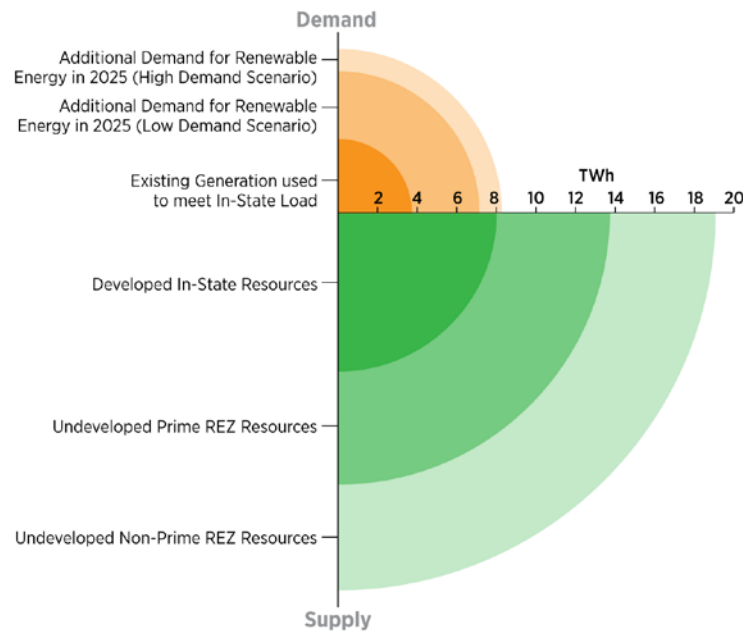 Demand
Additional Demand for Renewable
Energy in 2025 (High Demand Scenario)
Additional Demand for Renewable
Energy in 2025 (Low Demand Scenario)
Existing Generation used
to meet In-State Load
TWh
2 4 6 8 10 12 14 16 18 20
Developed In-State Resources
Undeveloped Prime REZ Resources
Undeveloped Non-Prime REZ Resources
Supply